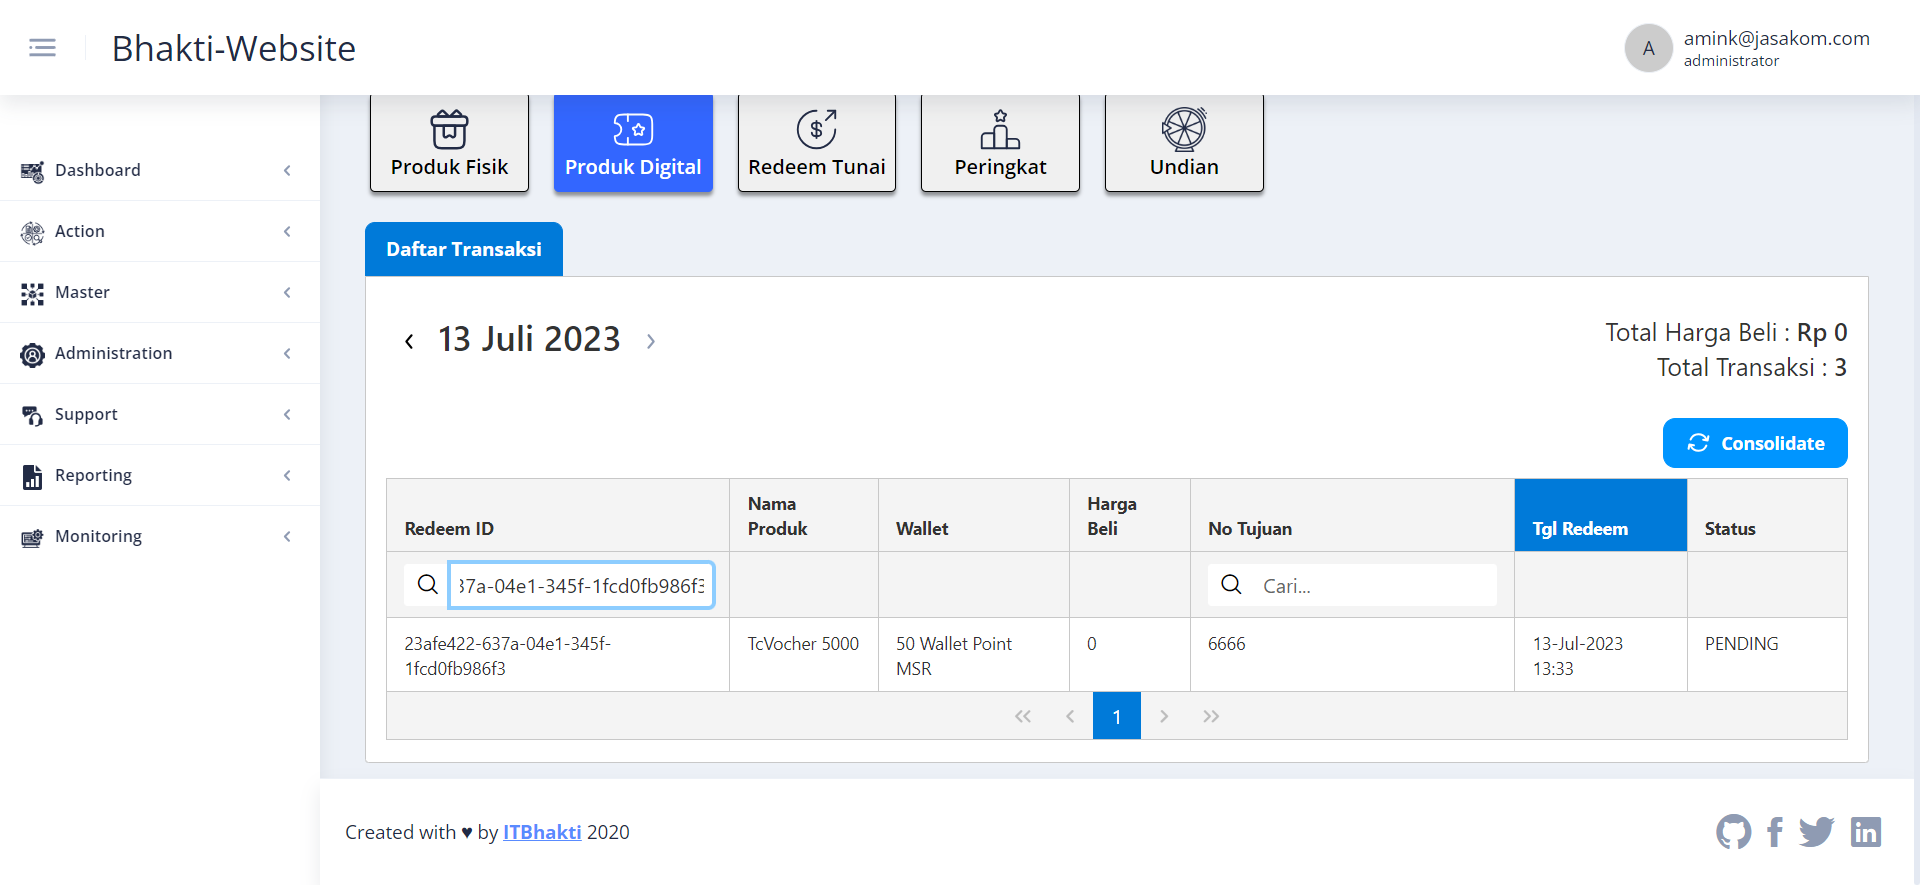 Bhakti-Website
A
amink@jasakom.com
administrator
Dashboard
Action
Master
Administration
Support
Reporting
Monitoring
Produk Fisik
Produk Digital
Redeem Tunai
Peringkat
Undian
Daftar Transaksi
13 Juli 2023
Total Harga Beli : Rp 0
Total Transaksi : 3
Consolidate
Redeem ID
Nama
Produk
Wallet
Harga
Beli
No Tujuan
Tgl Redeem
Status
37a-04e1-345f-1fcd0fb986f3
Cari...
23afe422-637a-04e1-345f-
1fcd0fb986f3
TcVocher 5000
50 Wallet Point
MSR
0
6666
13-Jul-2023
13:33
PENDING
1
Created with ♥ by ITBhakti 2020